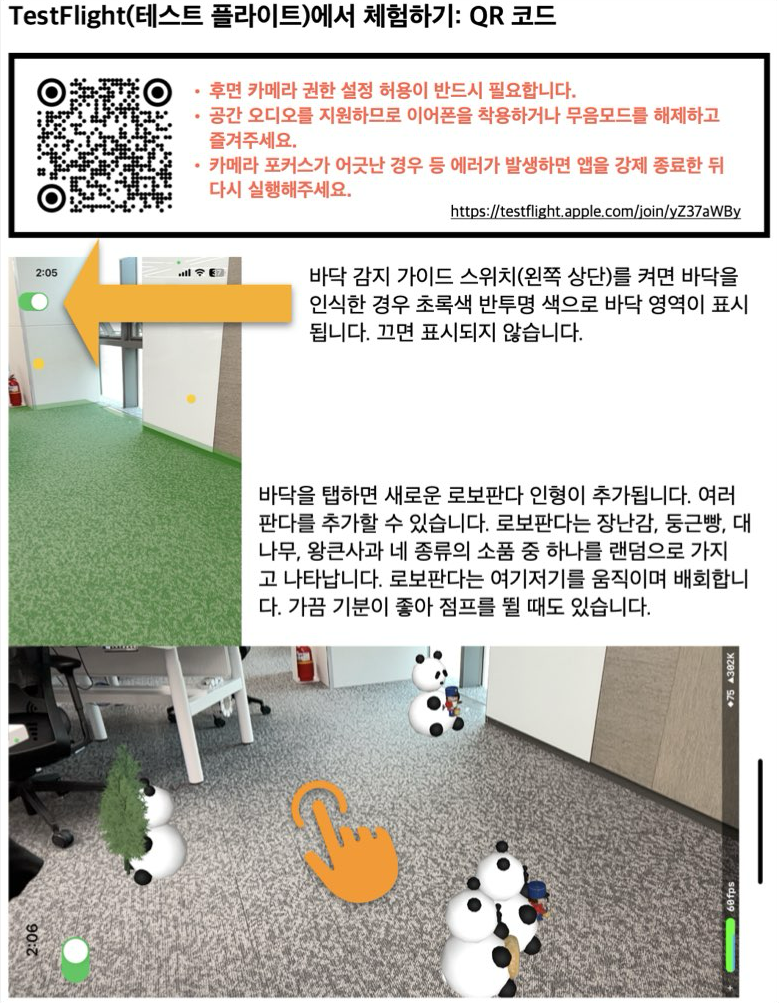 TestFlight(테스트 플라이트)에서 체험하기: QR 코드
• 후면 카메라 권한 설정 허용이 반드시 필요합니다.
• 공간 오디오를 지원하므로 이어폰을 착용하거나 무음모드를 해제하고
즐겨주세요.
• 카메라 포커스가 어긋난 경우 등 에러가 발생하면 앱을 강제 종료한 뒤
다시 실행해주세요.
https://testflight.apple.com/join/yZ37aWBy
2:05
바닥 감지 가이드 스위치(왼쪽 상단)를 켜면 바닥을
인식한 경우 초록색 반투명 색으로 바닥 영역이 표시
됩니다. 끄면 표시되지 않습니다.
바닥을 탭하면 새로운 로보판다 인형이 추가됩니다. 여러
판다를 추가할 수 있습니다. 로보판다는 장난감, 둥근빵, 대
나무, 왕큰사과 네 종류의 소품 중 하나를 랜덤으로 가지
고 나타납니다. 로보판다는 여기저기를 움직이며 배회합니
다. 가끔 기분이 좋아 점프를 뛸 때도 있습니다.
◆75 ▲302K
60fps
2:06